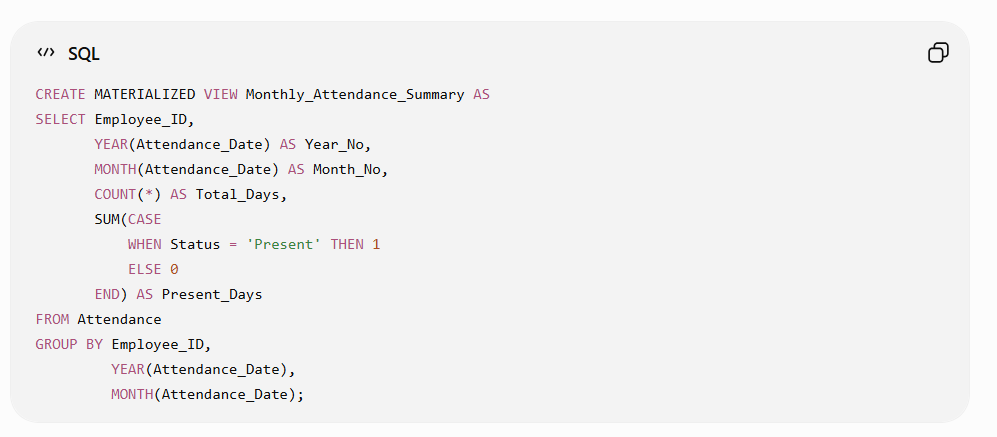 </> SQL
CREATE MATERIALIZED VIEW Monthly_Attendance_Summary AS
SELECT Employee_ID,
       YEAR(Attendance_Date) AS Year_No,
       MONTH(Attendance_Date) AS Month_No,
       COUNT(*) AS Total_Days,
       SUM(CASE
           WHEN Status = 'Present' THEN 1
           ELSE 0
       END) AS Present_Days
FROM Attendance
GROUP BY Employee_ID,
         YEAR(Attendance_Date),
         MONTH(Attendance_Date);